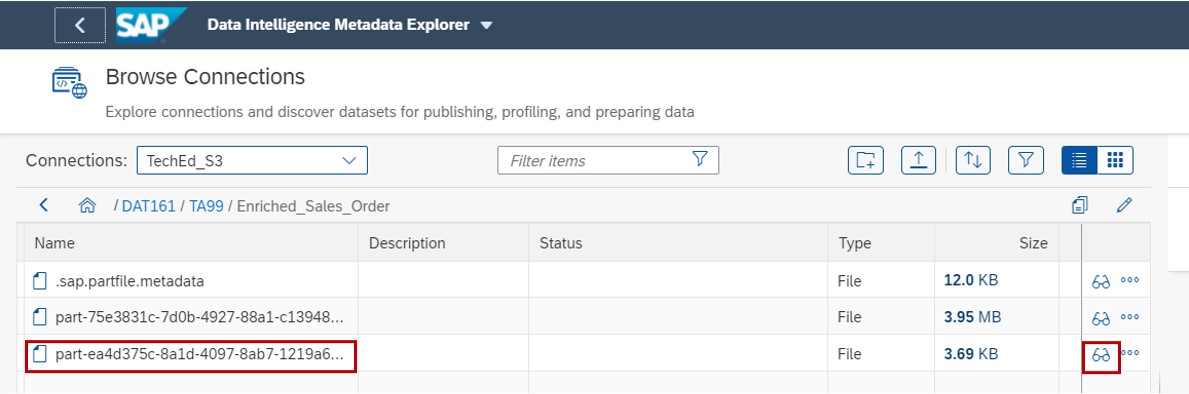 SAP Data Intelligence Metadata Explorer
Browse Connections
Explore connections and discover datasets for publishing, profiling, and preparing data
Connections: TechEd_S3 Filter items
/ DAT161 / TA99 / Enriched_Sales_Order
Name Description Status Type Size
.sap.partfile.metadata File 12.0 KB
part-75e3831c-7d0b-4927-88a1-c13948... File 3.95 MB
part-ea4d375c-8a1d-4097-8ab7-1219a6... File 3.69 KB